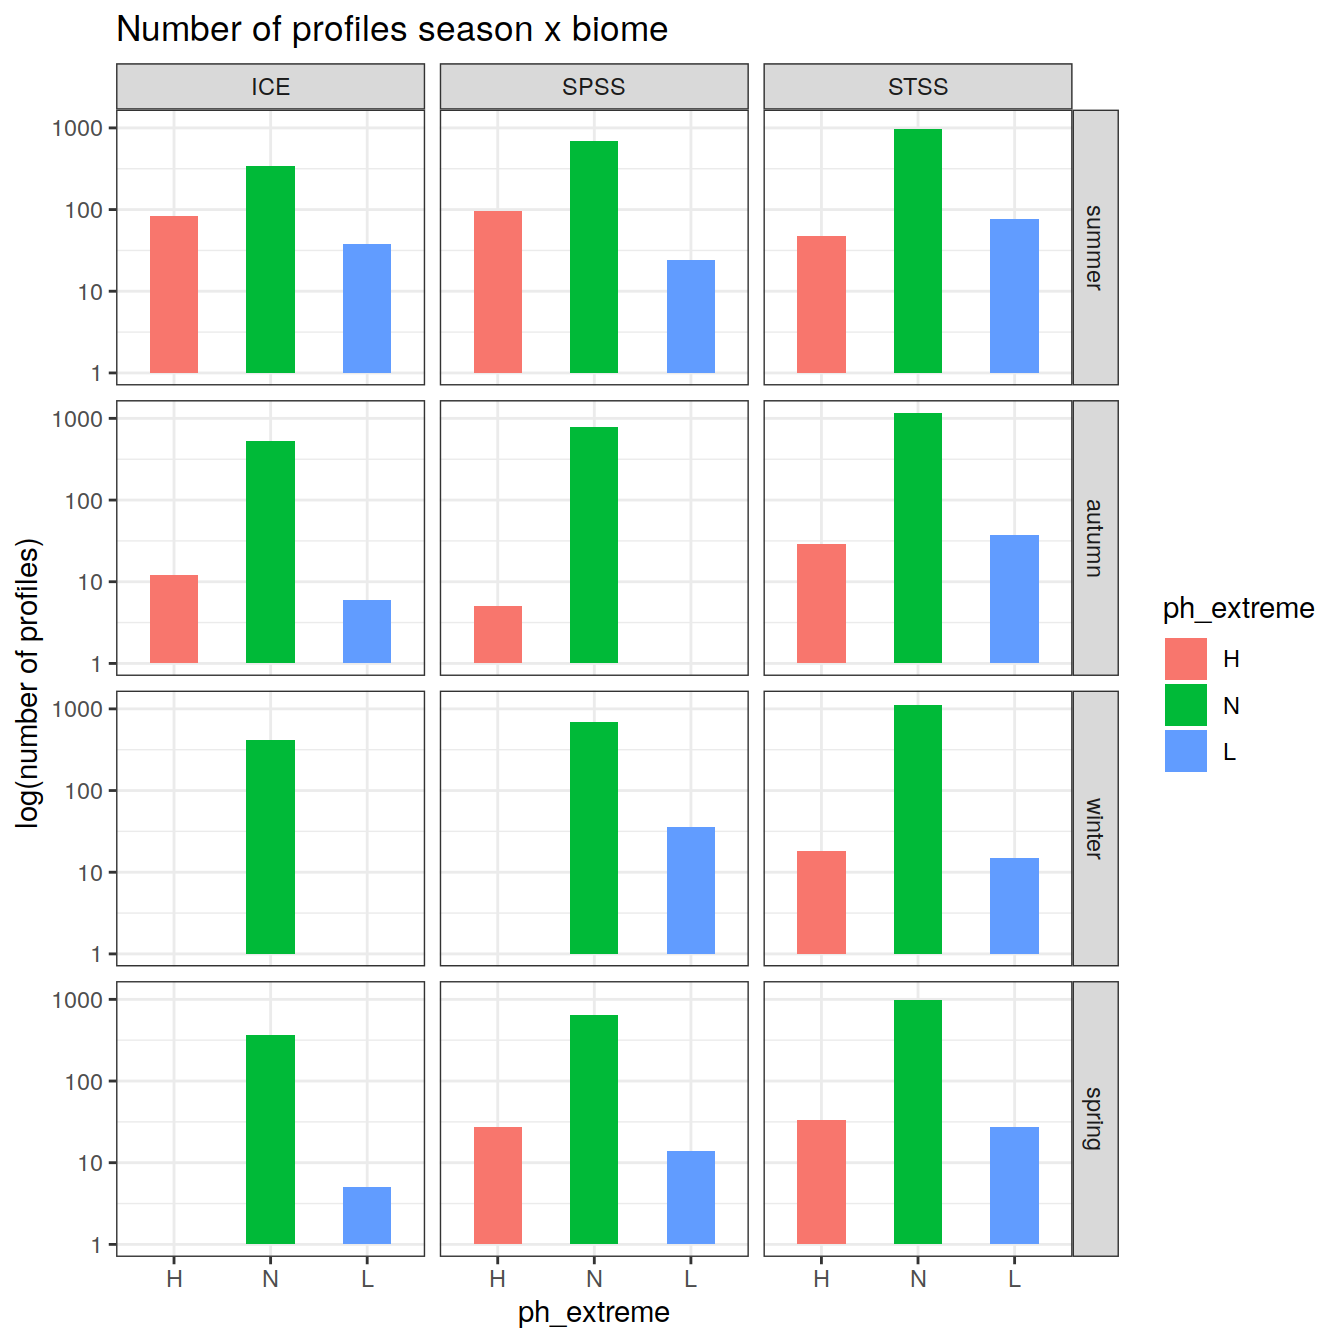 Number of profiles season x biome
ICE SPSS STSS
1000
100
10
1
summer
1000
100
10
1
autumn
1000
100
10
1
winter
1000
100
10
1
spring
H N L H N L H N L
ph_extreme
log(number of profiles)
ph_extreme
H
N
L